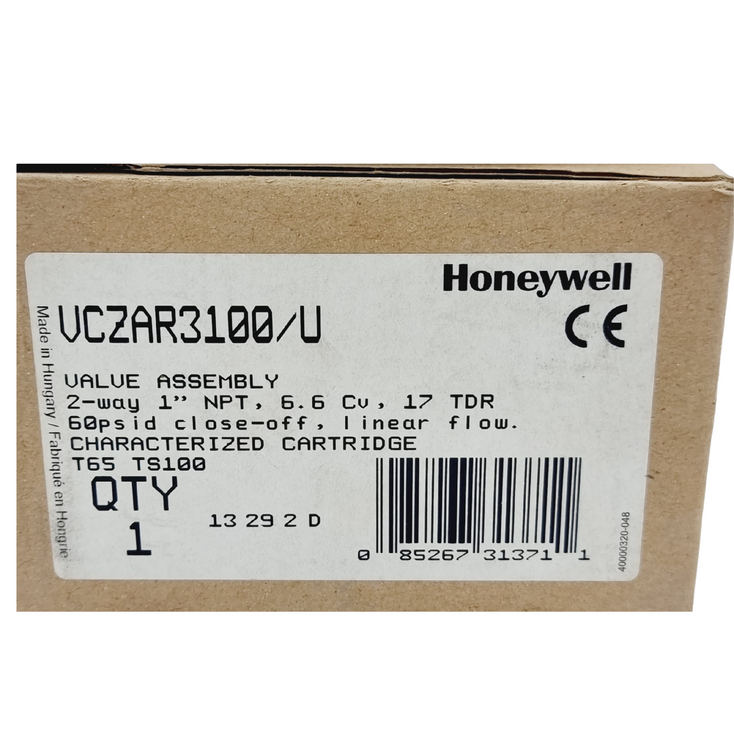 Honeywell
VCZAR3100/U
CE
Made in Hungary / Fabriqué en Hongrie
VALVE ASSEMBLY
2-way 1” NPT, 6.6 Cv, 17 TDR
60psid close-off, linear flow.
CHARACTERIZED CARTRIDGE
T65 TS100
QTY
1
13 29 2 D
0 85267 31371 1
40000320-048